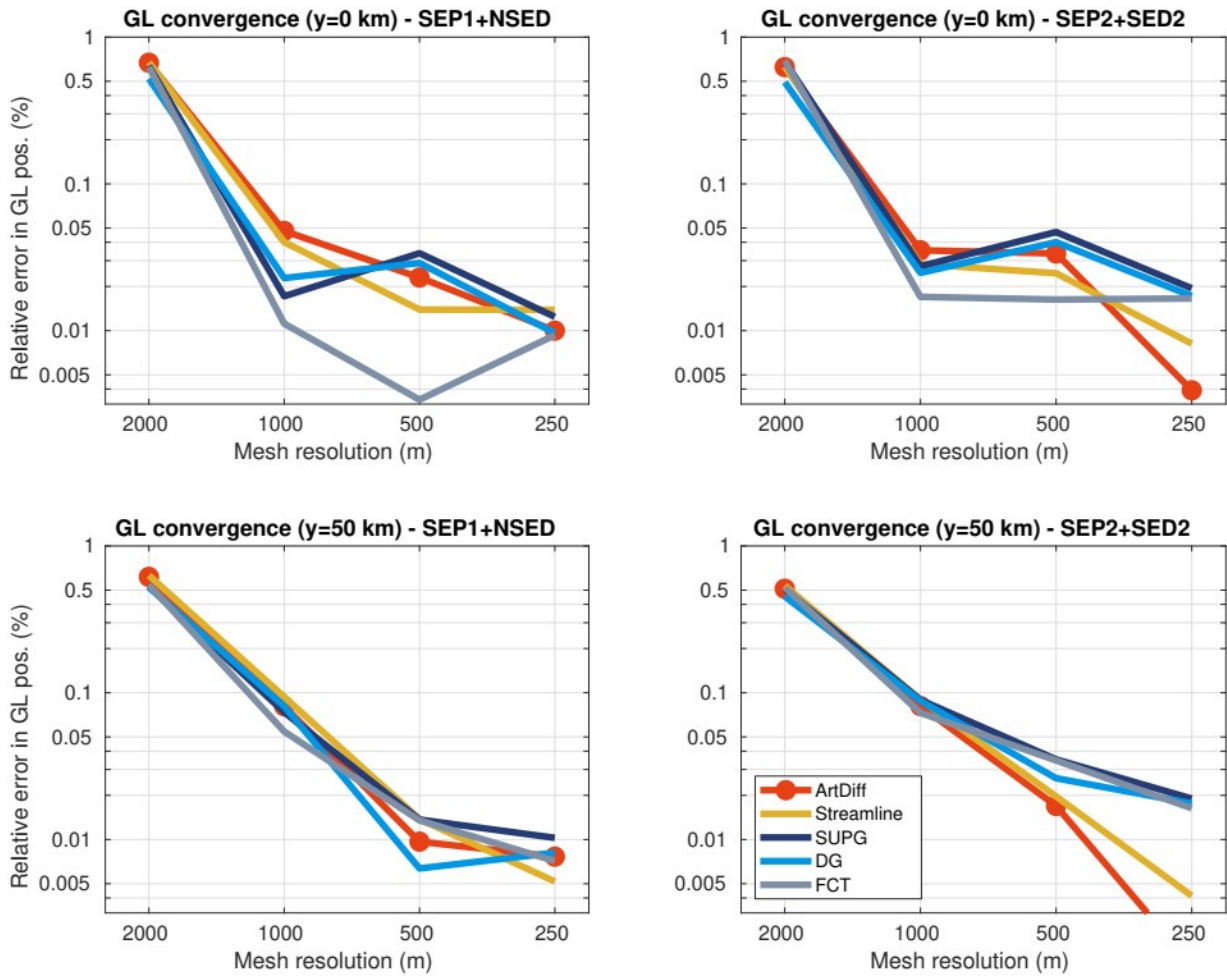 GL convergence (y=0 km) - SEP1+NSED
1
0.5
0.1
0.05
0.01
0.005
Relative error in GL pos. (%)
2000 1000 500 250
Mesh resolution (m)
GL convergence (y=0 km) - SEP2+SED2
1
0.5
0.1
0.05
0.01
0.005
2000 1000 500 250
Mesh resolution (m)
GL convergence (y=50 km) - SEP1+NSED
1
0.5
0.1
0.05
0.01
0.005
Relative error in GL pos. (%)
2000 1000 500 250
Mesh resolution (m)
GL convergence (y=50 km) - SEP2+SED2
1
0.5
0.1
0.05
0.01
0.005
ArtDiff
Streamline
SUPG
DG
FCT
2000 1000 500 250
Mesh resolution (m)